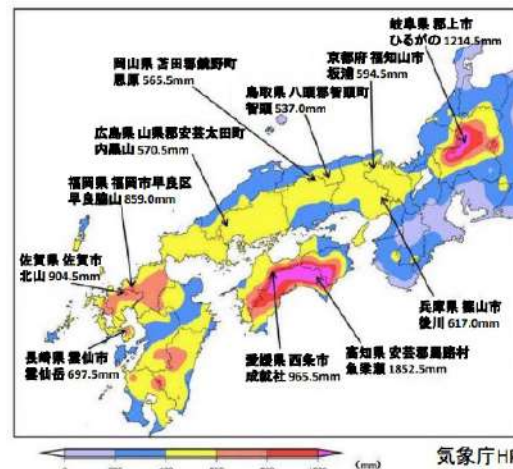 岐阜県 郡上市
ひるがの 1214.5mm
京都府 福知山市
坂浦 594.5mm
岡山県 苫田郡鏡野町
恩原 565.5mm
鳥取県 八頭郡智頭町
智頭 537.0mm
広島県 山県郡安芸太田町
内黒山 570.5mm
福岡県 福岡市早良区
早良脇山 859.0mm
佐賀県 佐賀市
北山 904.5mm
長崎県 雲仙市
雲仙岳 697.5mm
愛媛県 西条市
成就社 965.5mm
高知県 安芸郡馬路村
魚梁瀬 1852.5mm
兵庫県 篠山市
後川 617.0mm
(mm)
気象庁HP